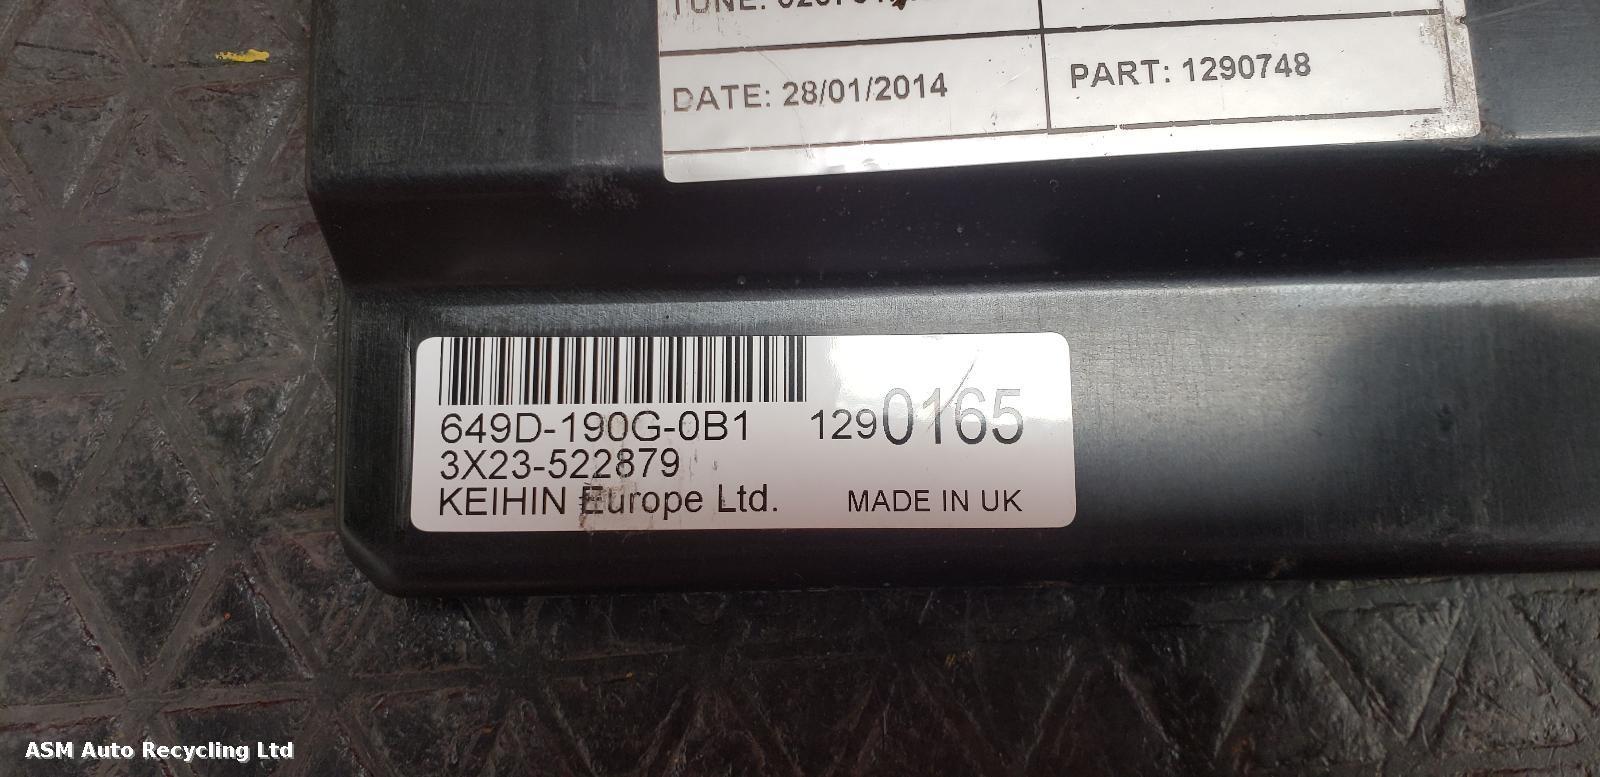 TUNE:
DATE: 28/01/2014 PART: 1290748
649D-190G-0B1 1290165
3X23-522879
KEIHIN Europe Ltd. MADE IN UK
ASM Auto Recycling Ltd